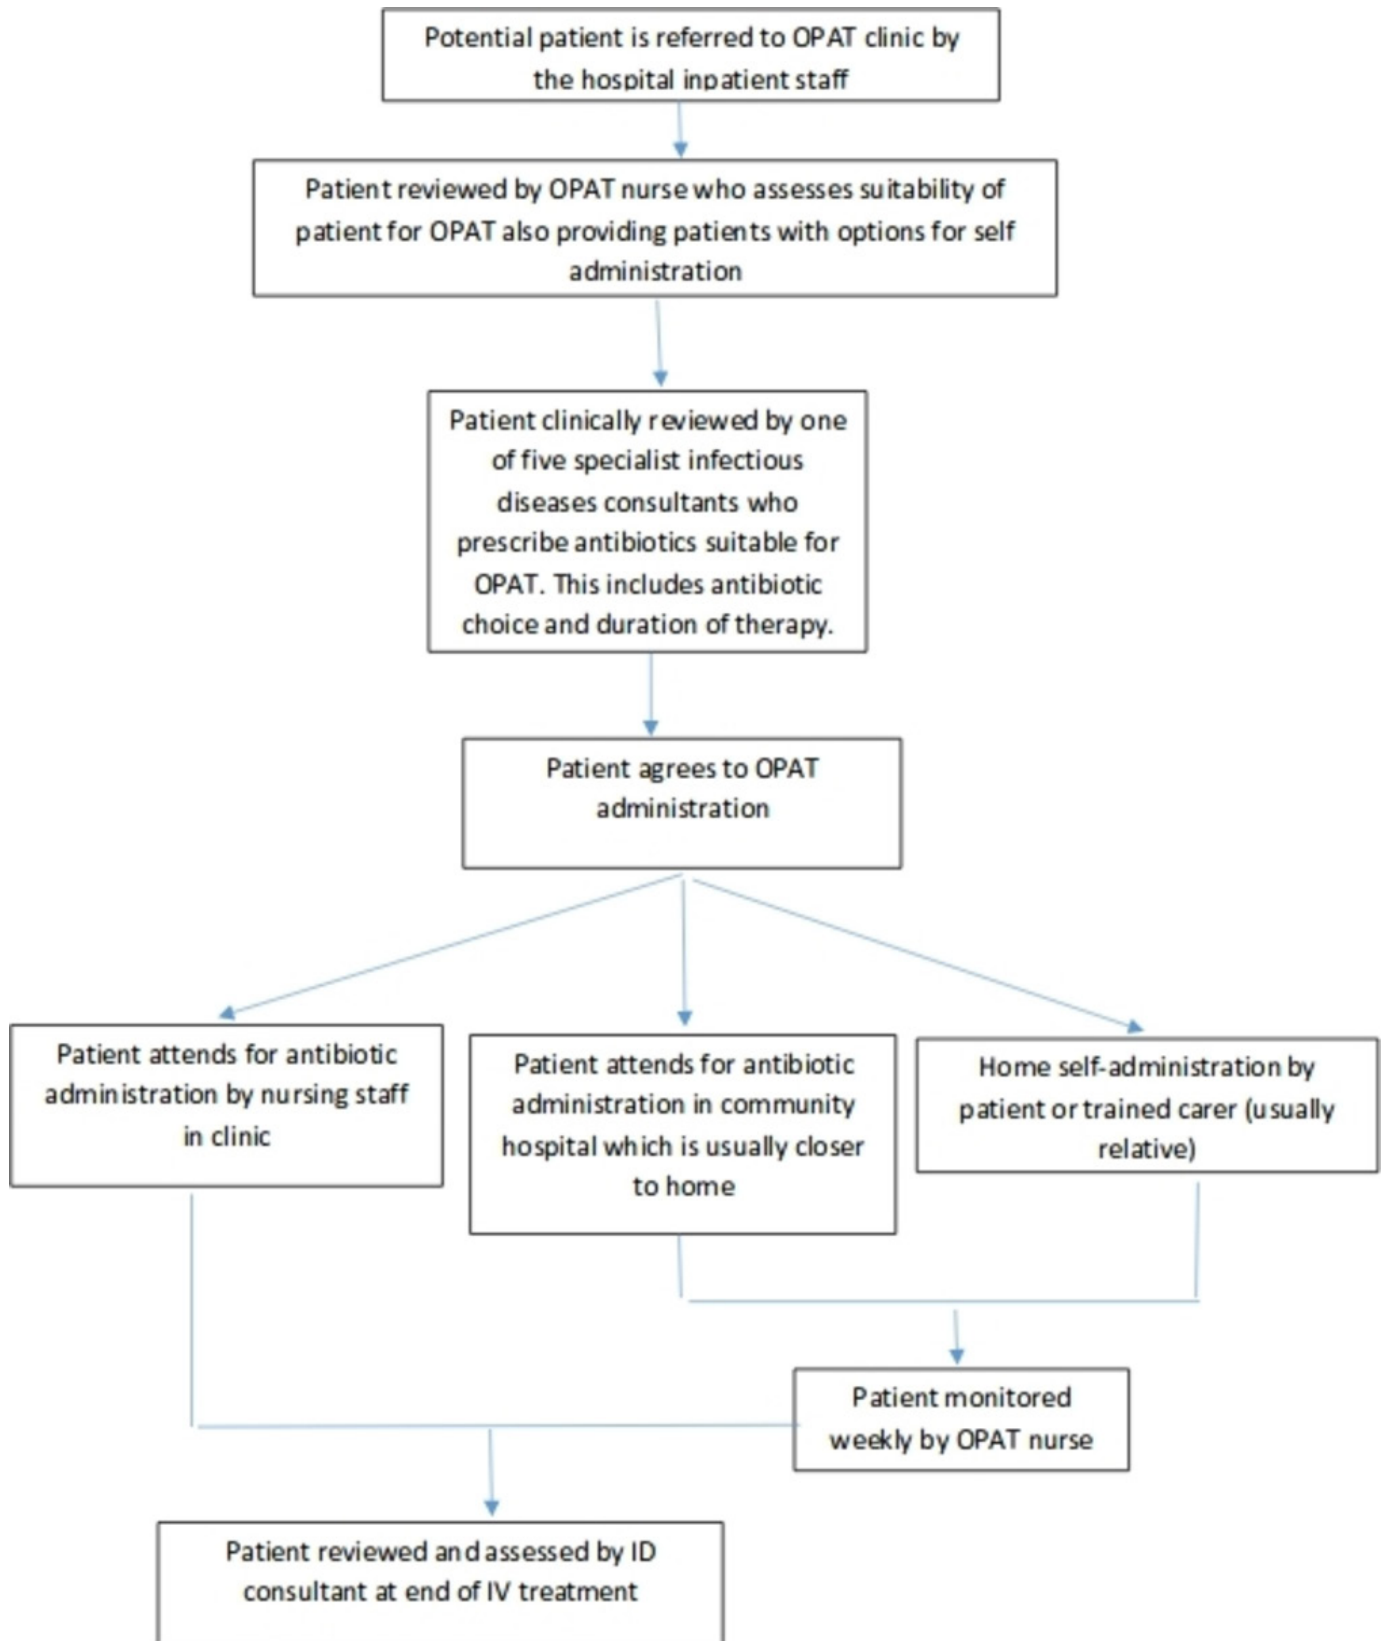 Potential patient is referred to OPAT clinic by
the hospital inpatient staff
Patient reviewed by OPAT nurse who assesses suitability of
patient for OPAT also providing patients with options for self
administration
Patient clinically reviewed by one
of five specialist infectious
diseases consultants who
prescribe antibiotics suitable for
OPAT. This includes antibiotic
choice and duration of therapy.
Patient agrees to OPAT
administration
Patient attends for antibiotic
administration by nursing staff
in clinic
Patient attends for antibiotic
administration in community
hospital which is usually closer
to home
Home self-administration by
patient or trained carer (usually
relative)
Patient monitored
weekly by OPAT nurse
Patient reviewed and assessed by ID
consultant at end of IV treatment